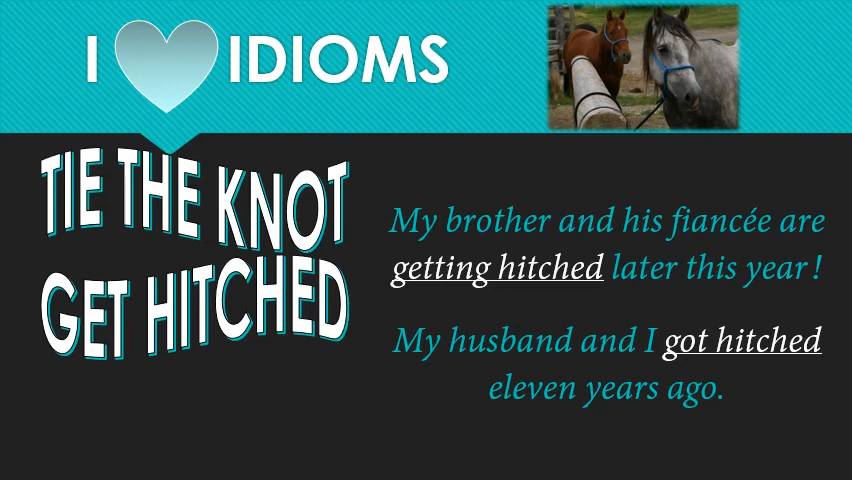 I IDIOMS
TIE THE KNOT
GET HITCHED
My brother and his fiancée are
getting hitched later this year!
My husband and I got hitched
eleven years ago.